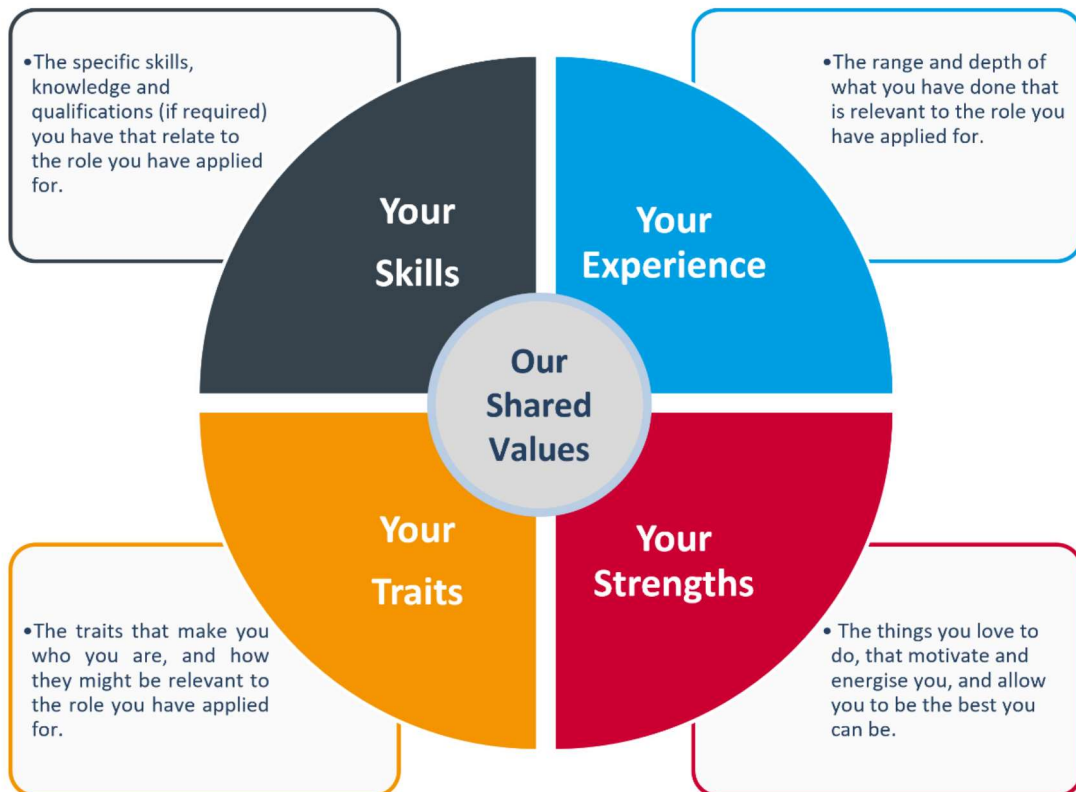 •The specific skills,
knowledge and
qualifications (if required)
you have that relate to
the role you have applied
for.
Your
Skills
Your
Experience
•The range and depth of
what you have done that
is relevant to the role you
have applied for.
Our
Shared
Values
•The traits that make you
who you are, and how
they might be relevant to
the role you have applied
for.
Your
Traits
Your
Strengths
• The things you love to
do, that motivate and
energise you, and allow
you to be the best you
can be.